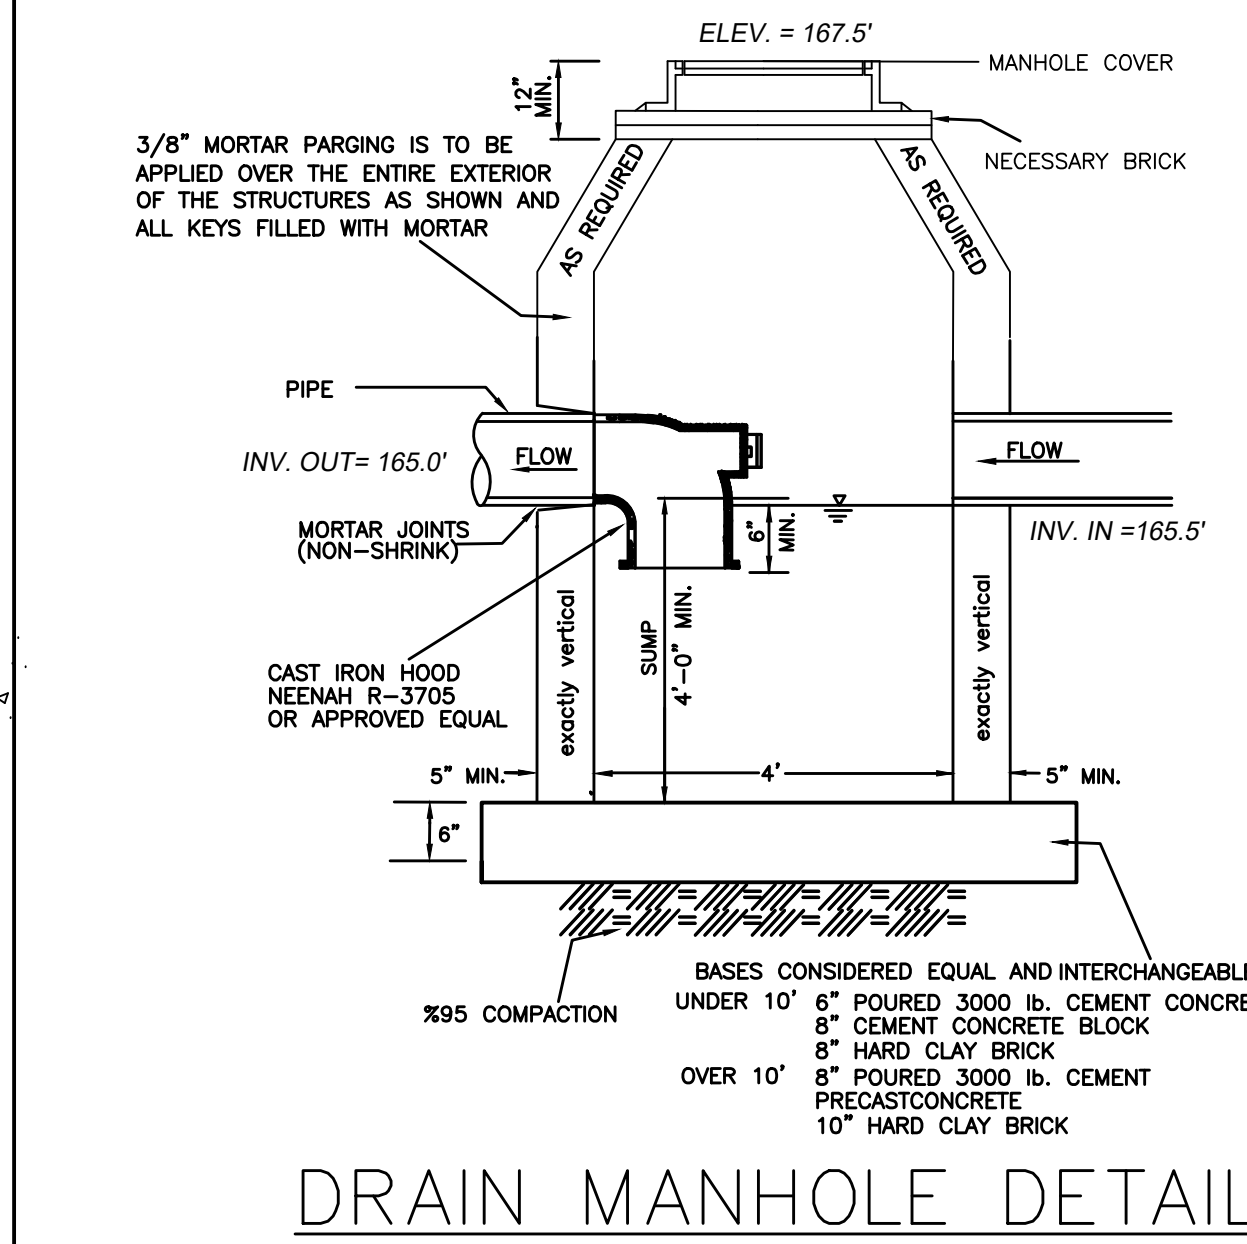 ELEV. = 167.5'
MANHOLE COVER
12"
MIN.
NECESSARY BRICK
3/8" MORTAR PARGING IS TO BE
APPLIED OVER THE ENTIRE EXTERIOR
OF THE STRUCTURES AS SHOWN AND
ALL KEYS FILLED WITH MORTAR
AS REQUIRED
AS REQUIRED
PIPE
FLOW
FLOW
INV. OUT= 165.0'
INV. IN =165.5'
MORTAR JOINTS
(NON-SHRINK)
6"
MIN.
SUMP
4'-0" MIN.
exactly vertical
exactly vertical
CAST IRON HOOD
NEENAH R-3705
OR APPROVED EQUAL
5" MIN.
4'
5" MIN.
6"
%95 COMPACTION
BASES CONSIDERED EQUAL AND INTERCHANGEABLE
UNDER 10' 6" POURED 3000 lb. CEMENT CONCRE
8" CEMENT CONCRETE BLOCK
8" HARD CLAY BRICK
OVER 10' 8" POURED 3000 lb. CEMENT
PRECASTCONCRETE
10" HARD CLAY BRICK
DRAIN MANHOLE DETAIL